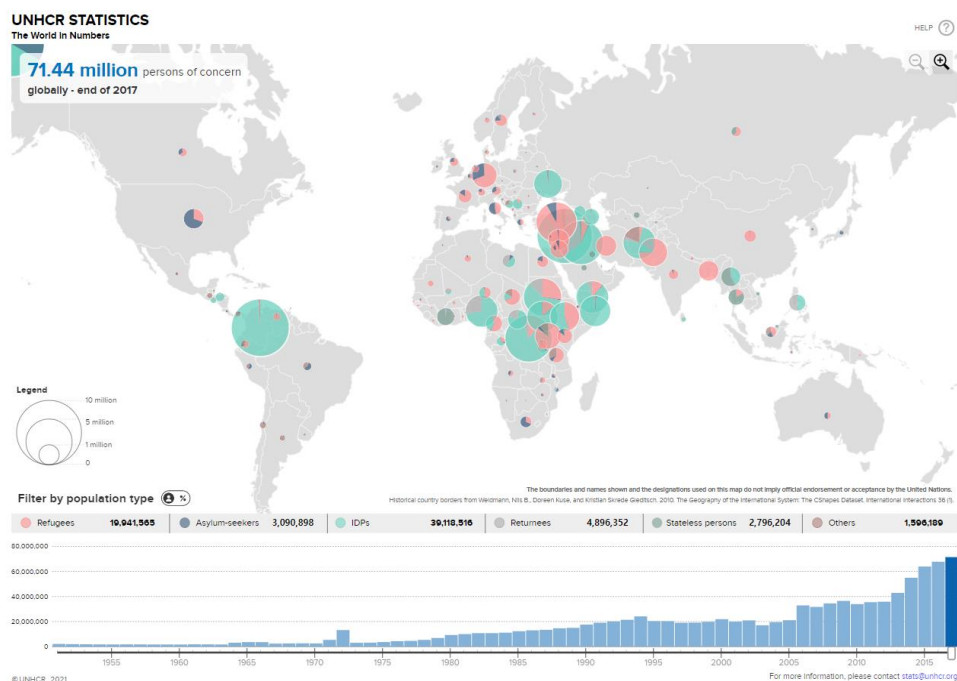 UNHCR STATISTICS
The World in Numbers
HELP ?
71.44 million persons of concern
globally - end of 2017
Legend
10 million
5 million
1 million
0
Filter by population type %
The boundaries and names shown and the designations used on this map do not imply official endorsement or acceptance by the United Nations.
Historical country borders from Weidmann, Nils B., Doreen Kuse, and Kristian Skrede Gleditsch. 2010. The Geography of the International System: The CShapes Dataset. International Interactions 36 (1).
Refugees 19,941,565 Asylum-seekers 3,090,898 IDPs 39,118,516 Returnees 4,896,352 Stateless persons 2,796,204 Others 1,596,189
80,000,000
60,000,000
40,000,000
20,000,000
0
1955 1960 1965 1970 1975 1980 1985 1990 1995 2000 2005 2010 2015
©UNHCR, 2021
For more information, please contact stats@unhcr.org